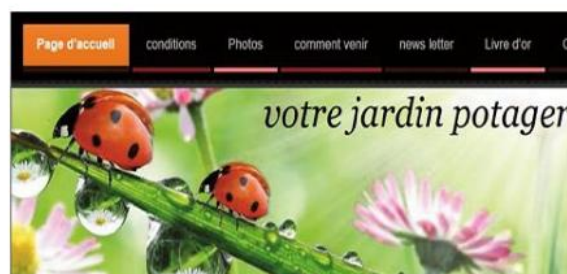 Page d'accueil conditions Photos comment venir news letter Livre d'or
votre jardin potager